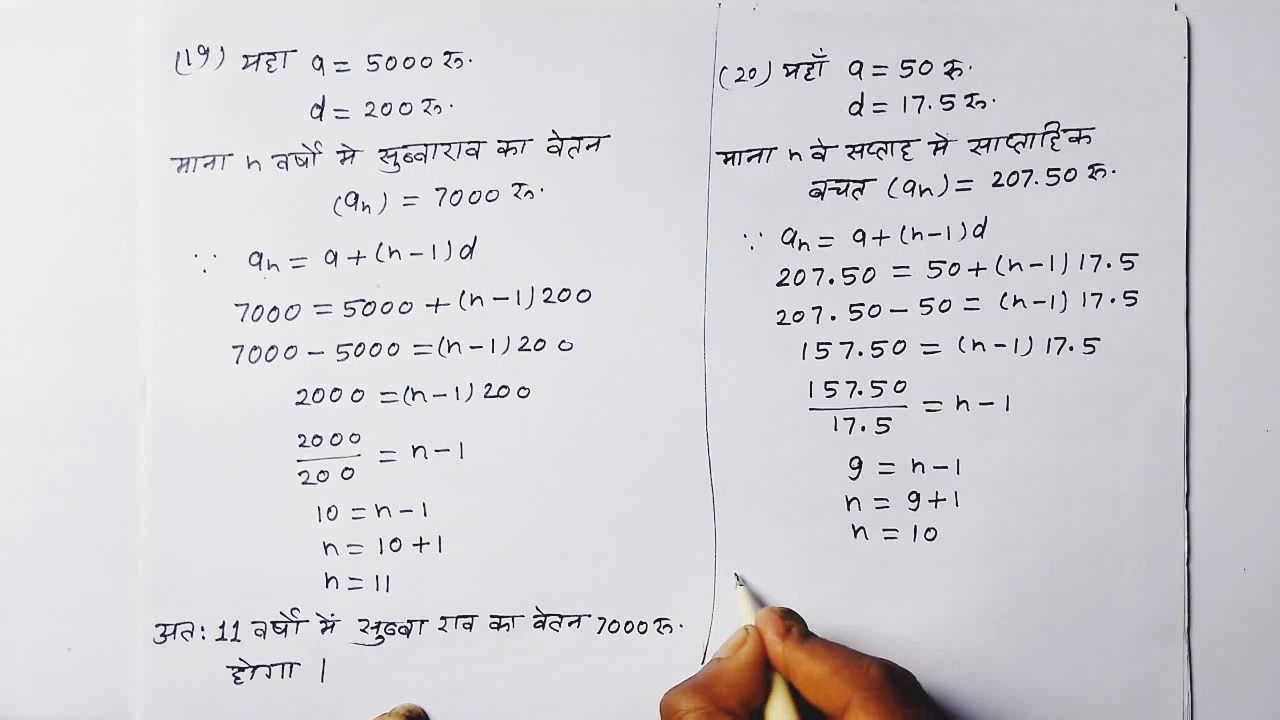 (19) यहा a = 5000 रु.
d = 200 रु.
माना n वर्षो मे सुब्बाराव का वेतन
(an) = 7000 रु.
∵ an = a + (n-1)d
7000 = 5000 + (n-1) 200
7000 - 5000 = (n-1) 200
2000 = (n-1) 200
2000/200 = n-1
10 = n-1
n = 10 + 1
n = 11
अत: 11 वर्षो में सुब्बा राव का वेतन 7000 रु.
होगा ।
(20) यहाँ a = 50 रु.
d = 17.5 रु.
माना n वे सप्ताह मे साप्ताहिक
बचत (an) = 207.50 रु.
∵ an = a + (n-1)d
207.50 = 50 + (n-1) 17.5
207.50 - 50 = (n-1) 17.5
157.50 = (n-1) 17.5
157.50/17.5 = n-1
9 = n-1
n = 9+1
n = 10